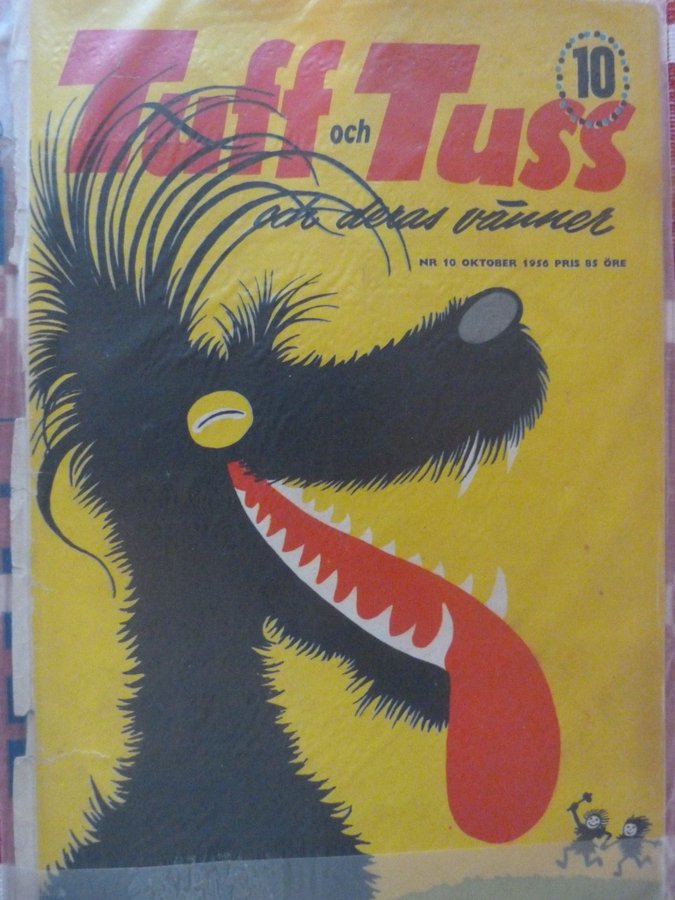 Tuff och Tuss
10
och deras vänner
NR 10 OKTOBER 1956 PRIS 85 ÖRE